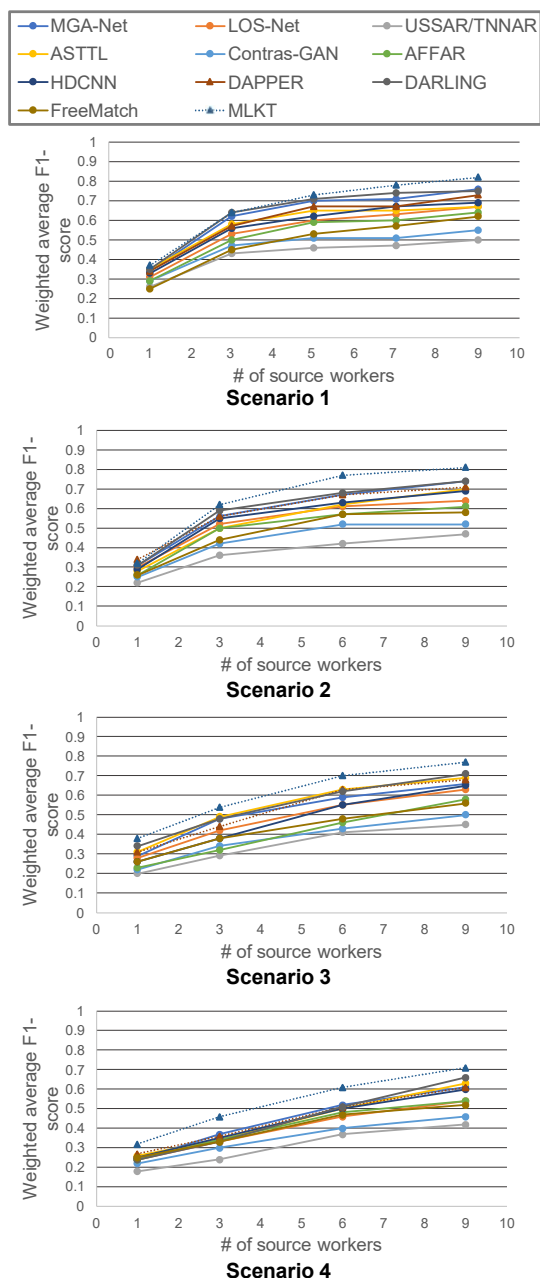 MGA-Net LOS-Net USSAR/TNNAR
ASTTL Contras-GAN AFFAR
HDCNN DAPPER DARLING
FreeMatch MLKT
Weighted average F1-
score
1
0.9
0.8
0.7
0.6
0.5
0.4
0.3
0.2
0.1
0
0 1 2 3 4 5 6 7 8 9 10
# of source workers
Scenario 1
Weighted average F1-
score
1
0.9
0.8
0.7
0.6
0.5
0.4
0.3
0.2
0.1
0
0 1 2 3 4 5 6 7 8 9 10
# of source workers
Scenario 2
Weighted average F1-
score
1
0.9
0.8
0.7
0.6
0.5
0.4
0.3
0.2
0.1
0
0 1 2 3 4 5 6 7 8 9 10
# of source workers
Scenario 3
Weighted average F1-
score
1
0.9
0.8
0.7
0.6
0.5
0.4
0.3
0.2
0.1
0
0 1 2 3 4 5 6 7 8 9 10
# of source workers
Scenario 4